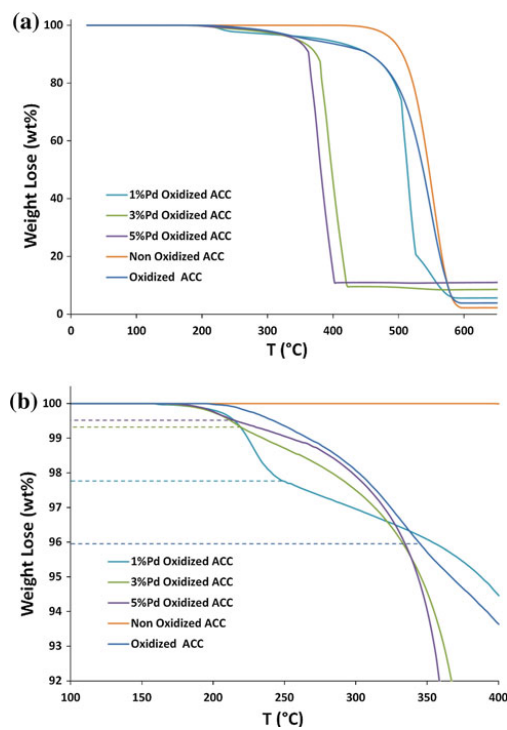 (a)
100
80
60
40
20
0
Weight Lose (wt%)
1%Pd Oxidized ACC
3%Pd Oxidized ACC
5%Pd Oxidized ACC
Non Oxidized ACC
Oxidized ACC
0 100 200 300 400 500 600
T (°C)
(b)
100
99
98
97
96
95
94
93
92
Weight Lose (wt%)
1%Pd Oxidized ACC
3%Pd Oxidized ACC
5%Pd Oxidized ACC
Non Oxidized ACC
Oxidized ACC
100 150 200 250 300 350 400
T (°C)